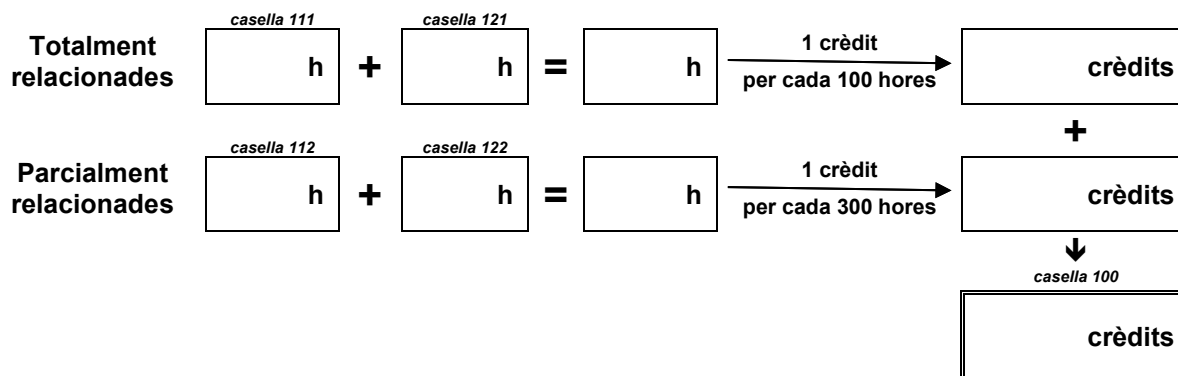 casella 111 casella 121
Totalment relacionades h + h = h 1 crèdit per cada 100 hores crèdits
+
casella 112 casella 122
Parcialment relacionades h + h = h 1 crèdit per cada 300 hores crèdits
casella 100
crèdits